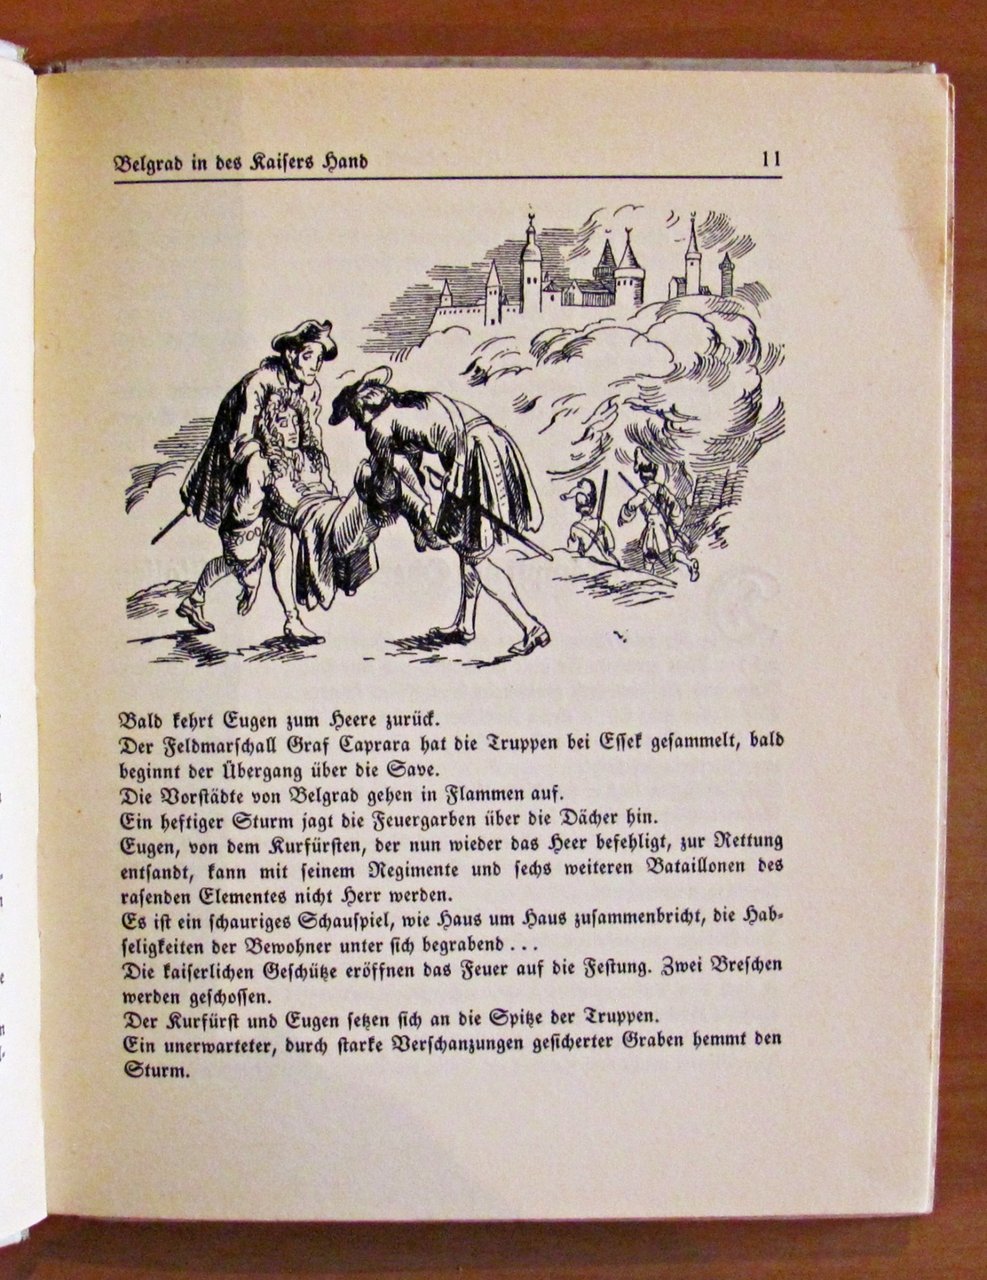 Belgrad in des Kaisers Hand 11
Bald kehrt Eugen zum Heere zurück.
Der Feldmarschall Graf Caprara hat die Truppen bei Essek gesammelt, bald
beginnt der Übergang über die Save.
Die Vorstädte von Belgrad gehen in Flammen auf.
Ein heftiger Sturm jagt die Feuergarben über die Dächer hin.
Eugen, von dem Kurfürsten, der nun wieder das Heer befehligt, zur Rettung
entsandt, kann mit seinem Regimente und sechs weiteren Bataillonen des
rasenden Elementes nicht Herr werden.
Es ist ein schauriges Schauspiel, wie Haus um Haus zusammenbricht, die Hab-
seligkeiten der Bewohner unter sich begrabend . . .
Die kaiserlichen Geschütze eröffnen das Feuer auf die Festung. Zwei Breschen
werden geschossen.
Der Kurfürst und Eugen setzen sich an die Spitze der Truppen.
Ein unerwarteter, durch starke Verschanzungen gesicherter Graben hemmt den
Sturm.